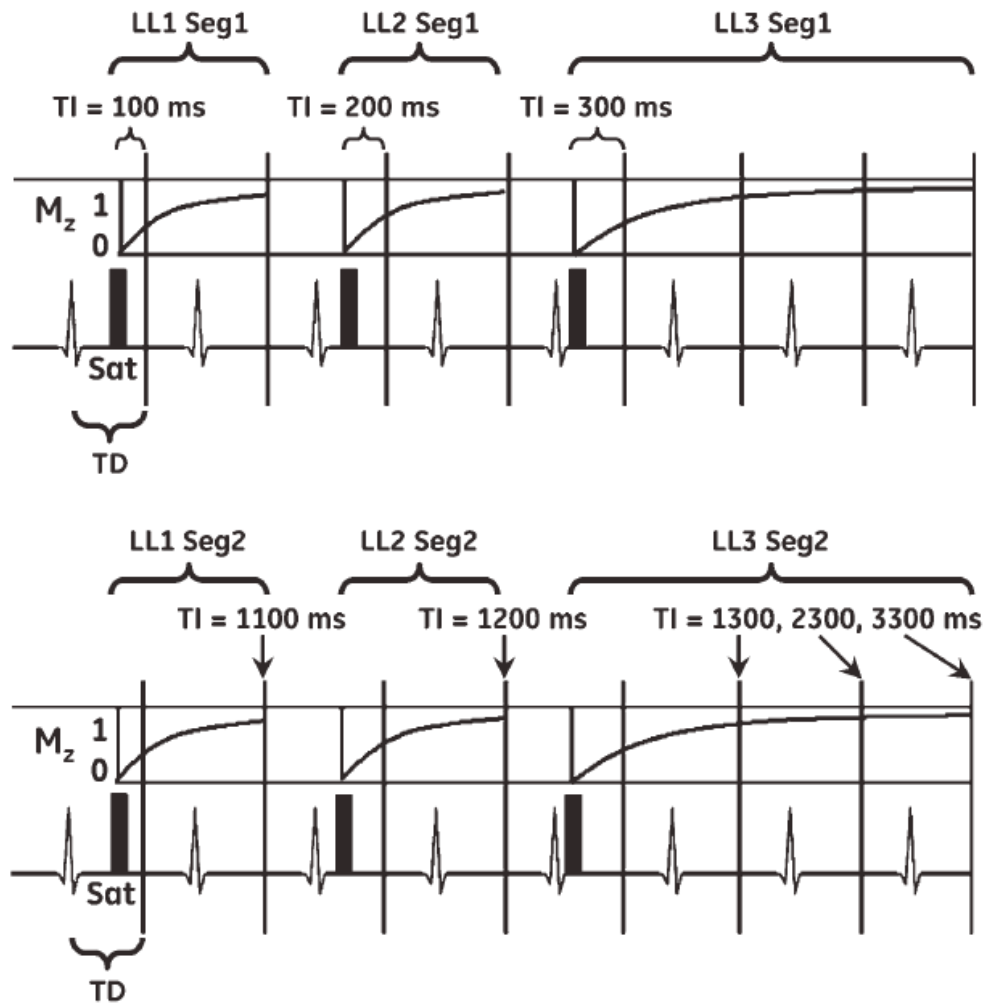 LL1 Seg1 LL2 Seg1 LL3 Seg1
TI = 100 ms TI = 200 ms TI = 300 ms
Mz 1
0
Sat
TD
LL1 Seg2 LL2 Seg2 LL3 Seg2
TI = 1100 ms TI = 1200 ms TI = 1300, 2300, 3300 ms
Mz 1
0
Sat
TD